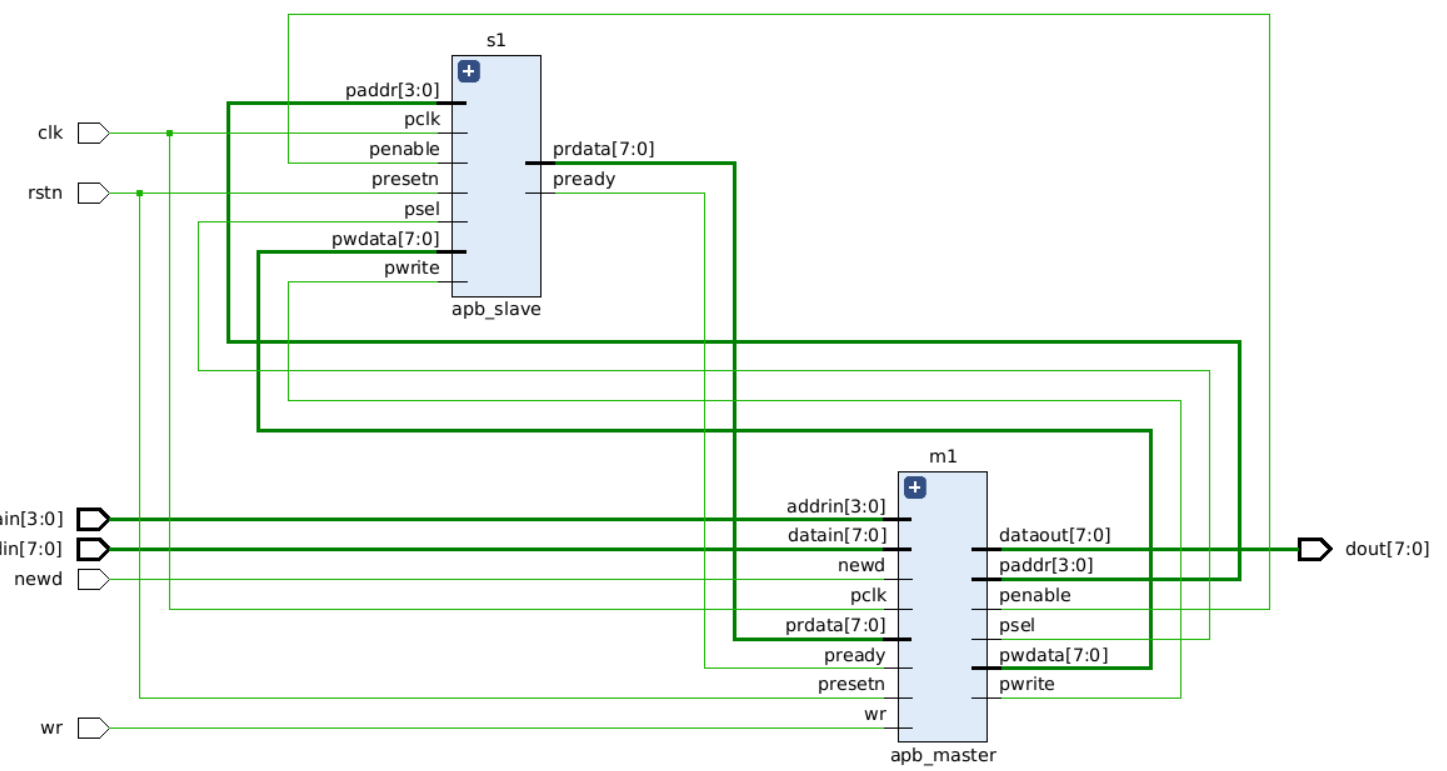 s1
paddr[3:0]
clk
pclk
penable
prdata[7:0]
rstn
presetn
pready
psel
pwdata[7:0]
pwrite
apb_slave
m1
ain[3:0]
addrin[3:0]
din[7:0]
datain[7:0]
dataout[7:0]
dout[7:0]
newd
newd
paddr[3:0]
pclk
penable
prdata[7:0]
psel
pready
pwdata[7:0]
presetn
pwrite
wr
wr
apb_master